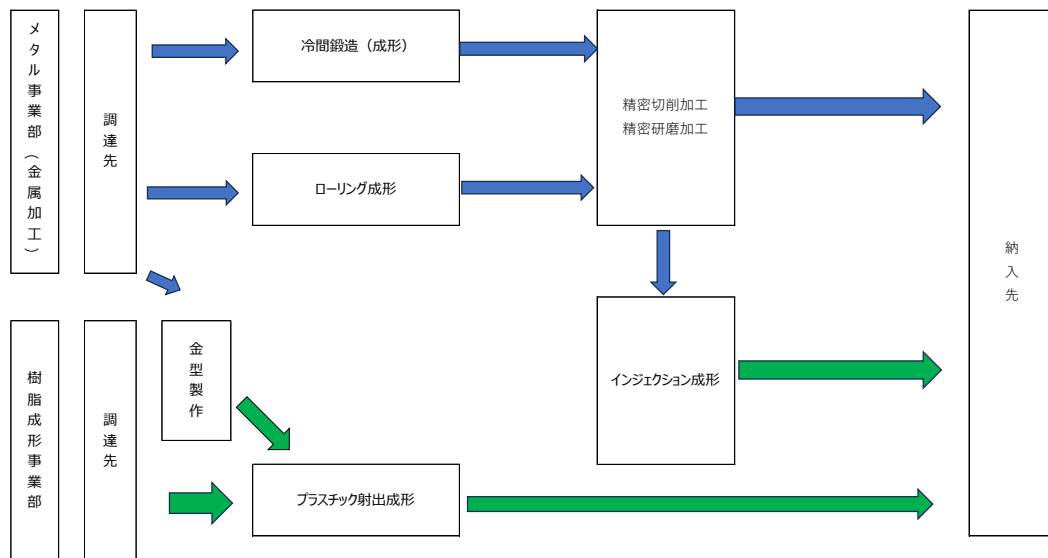 メタル事業部（金属加工）
調達先
冷間鍛造（成形）
ローリング成形
精密切削加工
精密研磨加工
納入先
樹脂成形事業部
調達先
金型製作
インジェクション成形
プラスチック射出成形